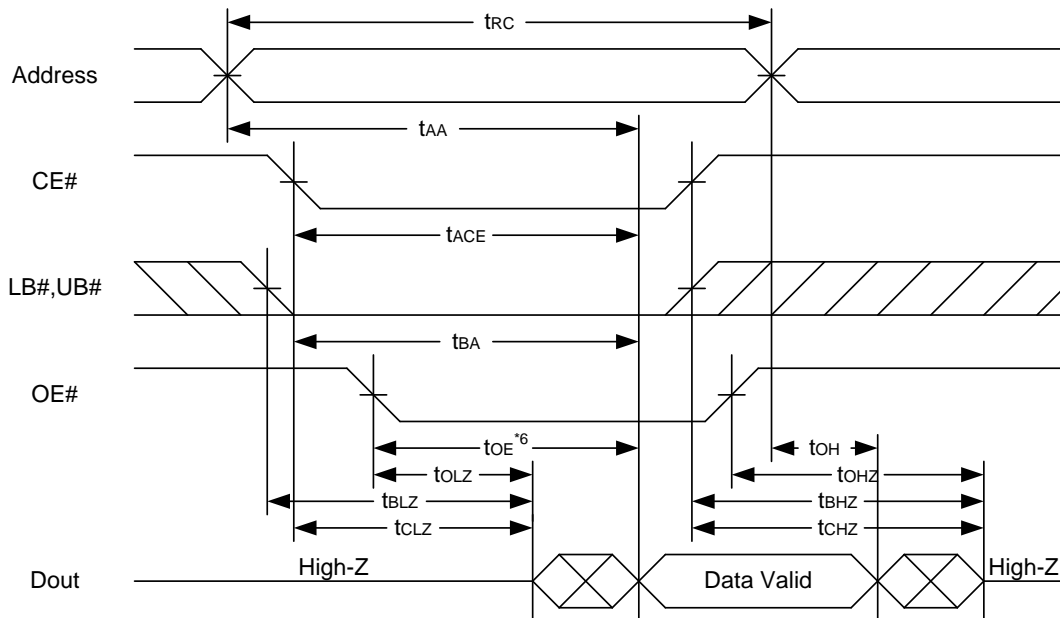 tRC
Address
tAA
CE#
tACE
LB#,UB#
tBA
OE#
tOE*6
tOH
tOLZ
tOHZ
tBLZ
tBHZ
tCLZ
tCHZ
Dout
High-Z
Data Valid
High-Z